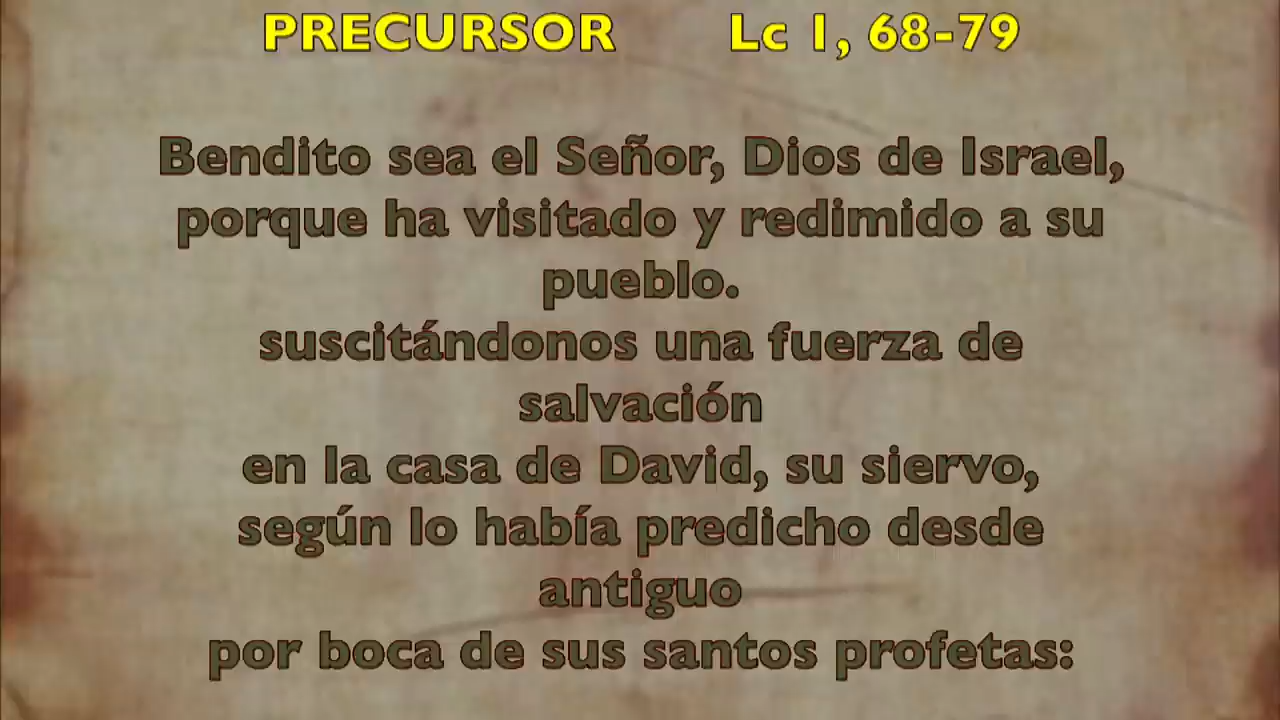 PRECURSOR Lc 1, 68-79
Bendito sea el Señor, Dios de Israel,
porque ha visitado y redimido a su
pueblo.
suscitándonos una fuerza de
salvación
en la casa de David, su siervo,
según lo había predicho desde
antiguo
por boca de sus santos profetas: